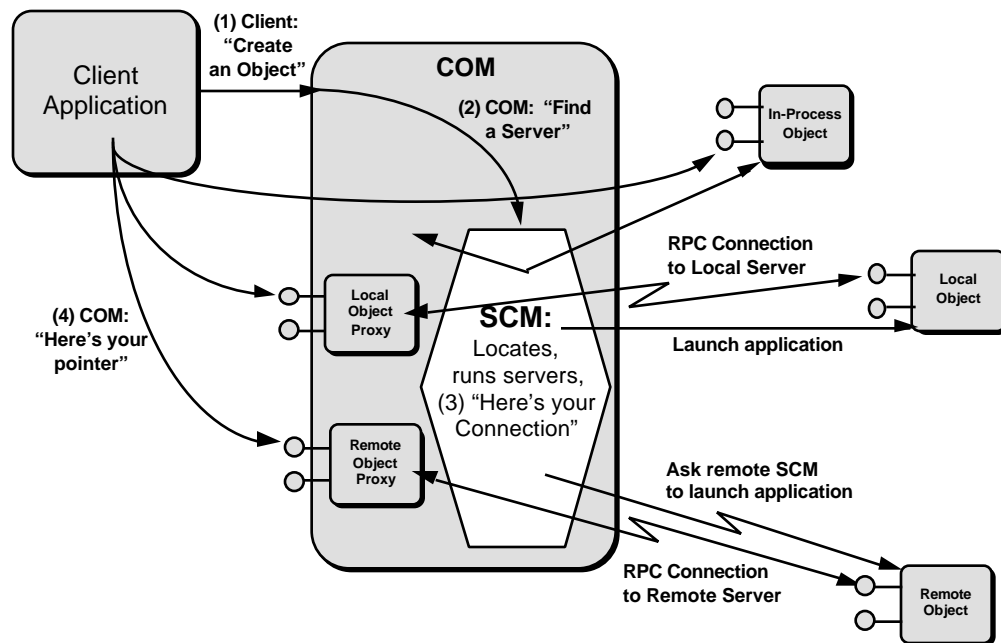 (1) Client:
“Create
an Object”
Client
Application
COM
(2) COM: “Find
a Server”
In-Process
Object
RPC Connection
to Local Server
Local
Object
Local
Object
Proxy
(4) COM:
“Here’s your
pointer”
SCM:
Locates,
runs servers,
(3) “Here’s your
Connection”
Launch application
Remote
Object
Proxy
Ask remote SCM
to launch application
RPC Connection
to Remote Server
Remote
Object